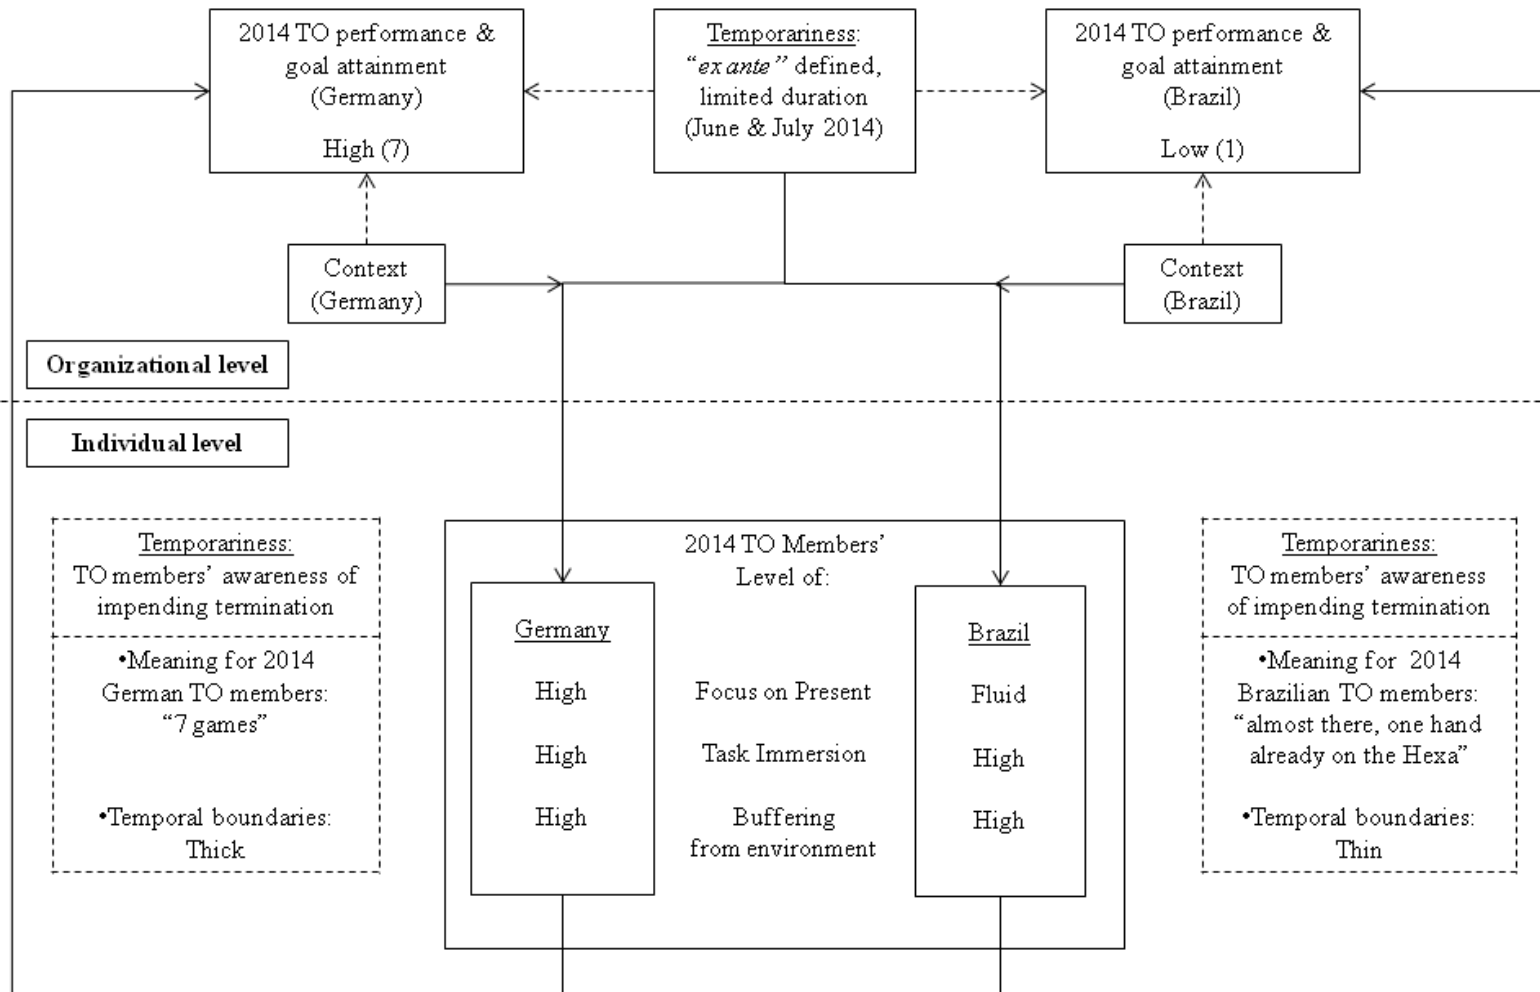 2014 TO performance &
goal attainment
(Germany)
High (7)
Temporariness:
“ex ante” defined,
limited duration
(June & July 2014)
2014 TO performance &
goal attainment
(Brazil)
Low (1)
Context
(Germany)
Context
(Brazil)
Organizational level
Individual level
Temporariness:
TO members’ awareness of
impending termination
•Meaning for 2014
German TO members:
“7 games”
•Temporal boundaries:
Thick
2014 TO Members’
Level of:
Germany
Brazil
High
Focus on Present
Fluid
High
Task Immersion
High
High
Buffering
from environment
High
Temporariness:
TO members’ awareness
of impending termination
•Meaning for 2014
Brazilian TO members:
“almost there, one hand
already on the Hexa”
•Temporal boundaries:
Thin